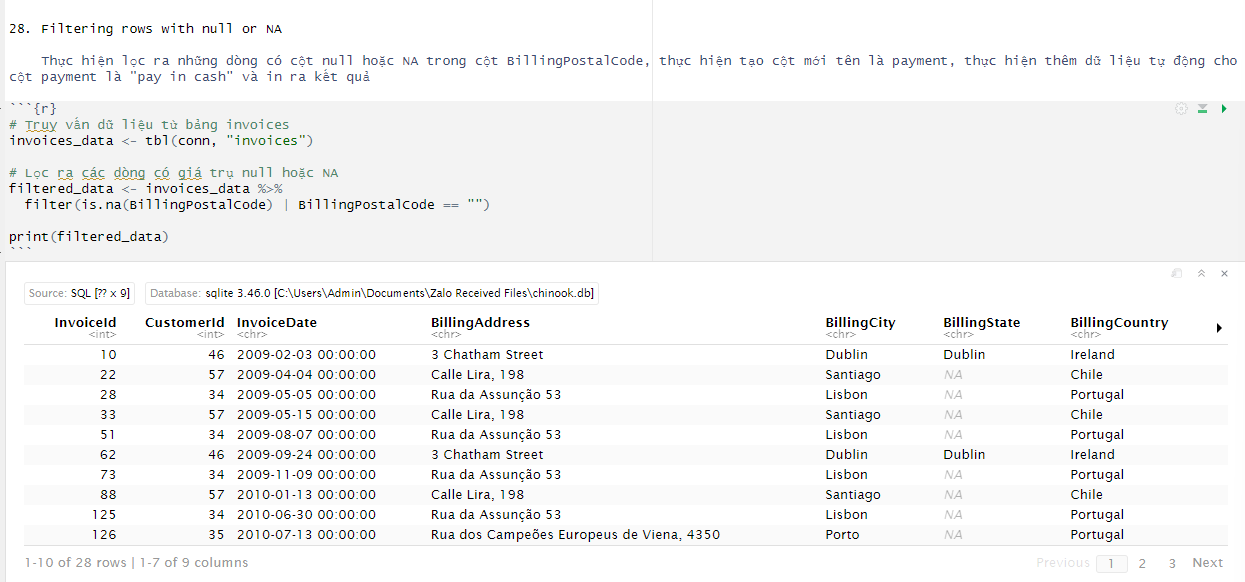 28. Filtering rows with null or NA
Thực hiện lọc ra những dòng có cột null hoặc NA trong cột BillingPostalCode, thực hiện tạo cột mới tên là payment, thực hiện thêm dữ liệu tự động cho
cột payment là "pay in cash" và in ra kết quả
```{r}
# Truy vấn dữ liệu từ bảng invoices
invoices_data <- tbl(conn, "invoices")
# Lọc ra các dòng có giá trụ null hoặc NA
filtered_data <- invoices_data %>%
filter(is.na(BillingPostalCode) | BillingPostalCode == "")
print(filtered_data)
```
Source: SQL [?? x 9] Database: sqlite 3.46.0 [C:\Users\Admin\Documents\Zalo Received Files\chinook.db]
InvoiceId CustomerId InvoiceDate BillingAddress BillingCity BillingState BillingCountry
<int> <int> <chr> <chr> <chr> <chr> <chr>
10 46 2009-02-03 00:00:00 3 Chatham Street Dublin Dublin Ireland
22 57 2009-04-04 00:00:00 Calle Lira, 198 Santiago NA Chile
28 34 2009-05-05 00:00:00 Rua da Assunção 53 Lisbon NA Portugal
33 57 2009-05-15 00:00:00 Calle Lira, 198 Santiago NA Chile
51 34 2009-08-07 00:00:00 Rua da Assunção 53 Lisbon NA Portugal
62 46 2009-09-24 00:00:00 3 Chatham Street Dublin Dublin Ireland
73 34 2009-11-09 00:00:00 Rua da Assunção 53 Lisbon NA Portugal
88 57 2010-01-13 00:00:00 Calle Lira, 198 Santiago NA Chile
125 34 2010-06-30 00:00:00 Rua da Assunção 53 Lisbon NA Portugal
126 35 2010-07-13 00:00:00 Rua dos Campeões Europeus de Viena, 4350 Porto NA Portugal
1-10 of 28 rows | 1-7 of 9 columns Previous 1 2 3 Next